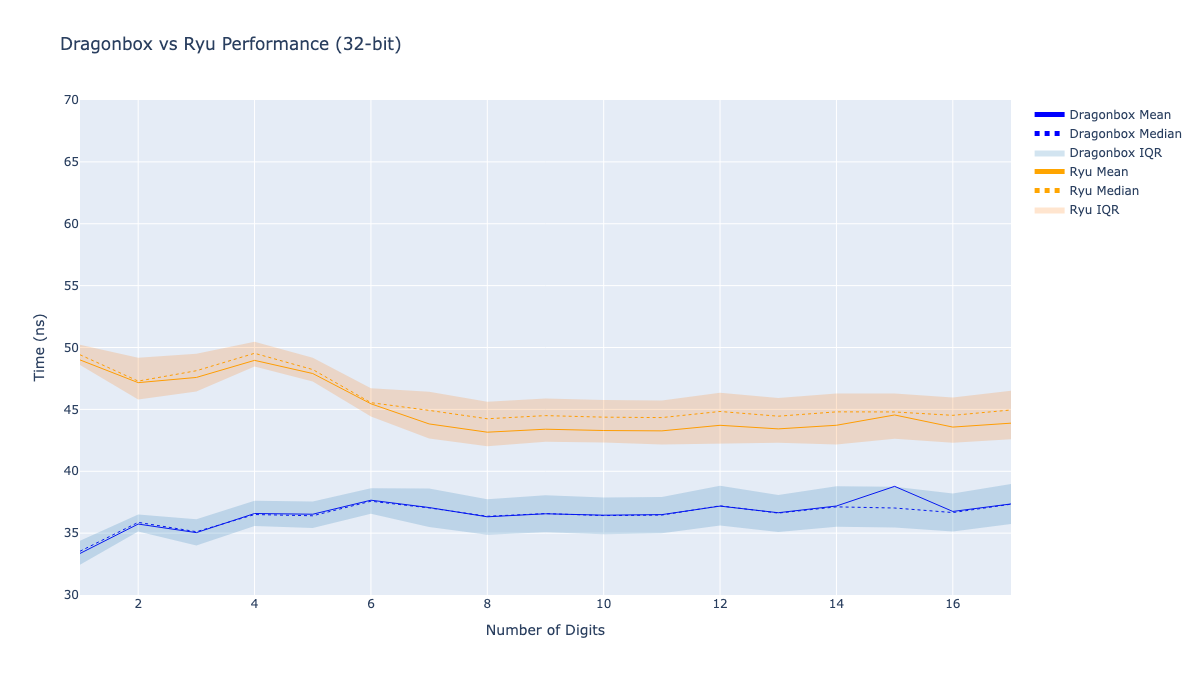 Dragonbox vs Ryu Performance (32-bit)
70
65
60
55
50
45
40
35
30
Time (ns)
2 4 6 8 10 12 14 16
Number of Digits
Dragonbox Mean
Dragonbox Median
Dragonbox IQR
Ryu Mean
Ryu Median
Ryu IQR